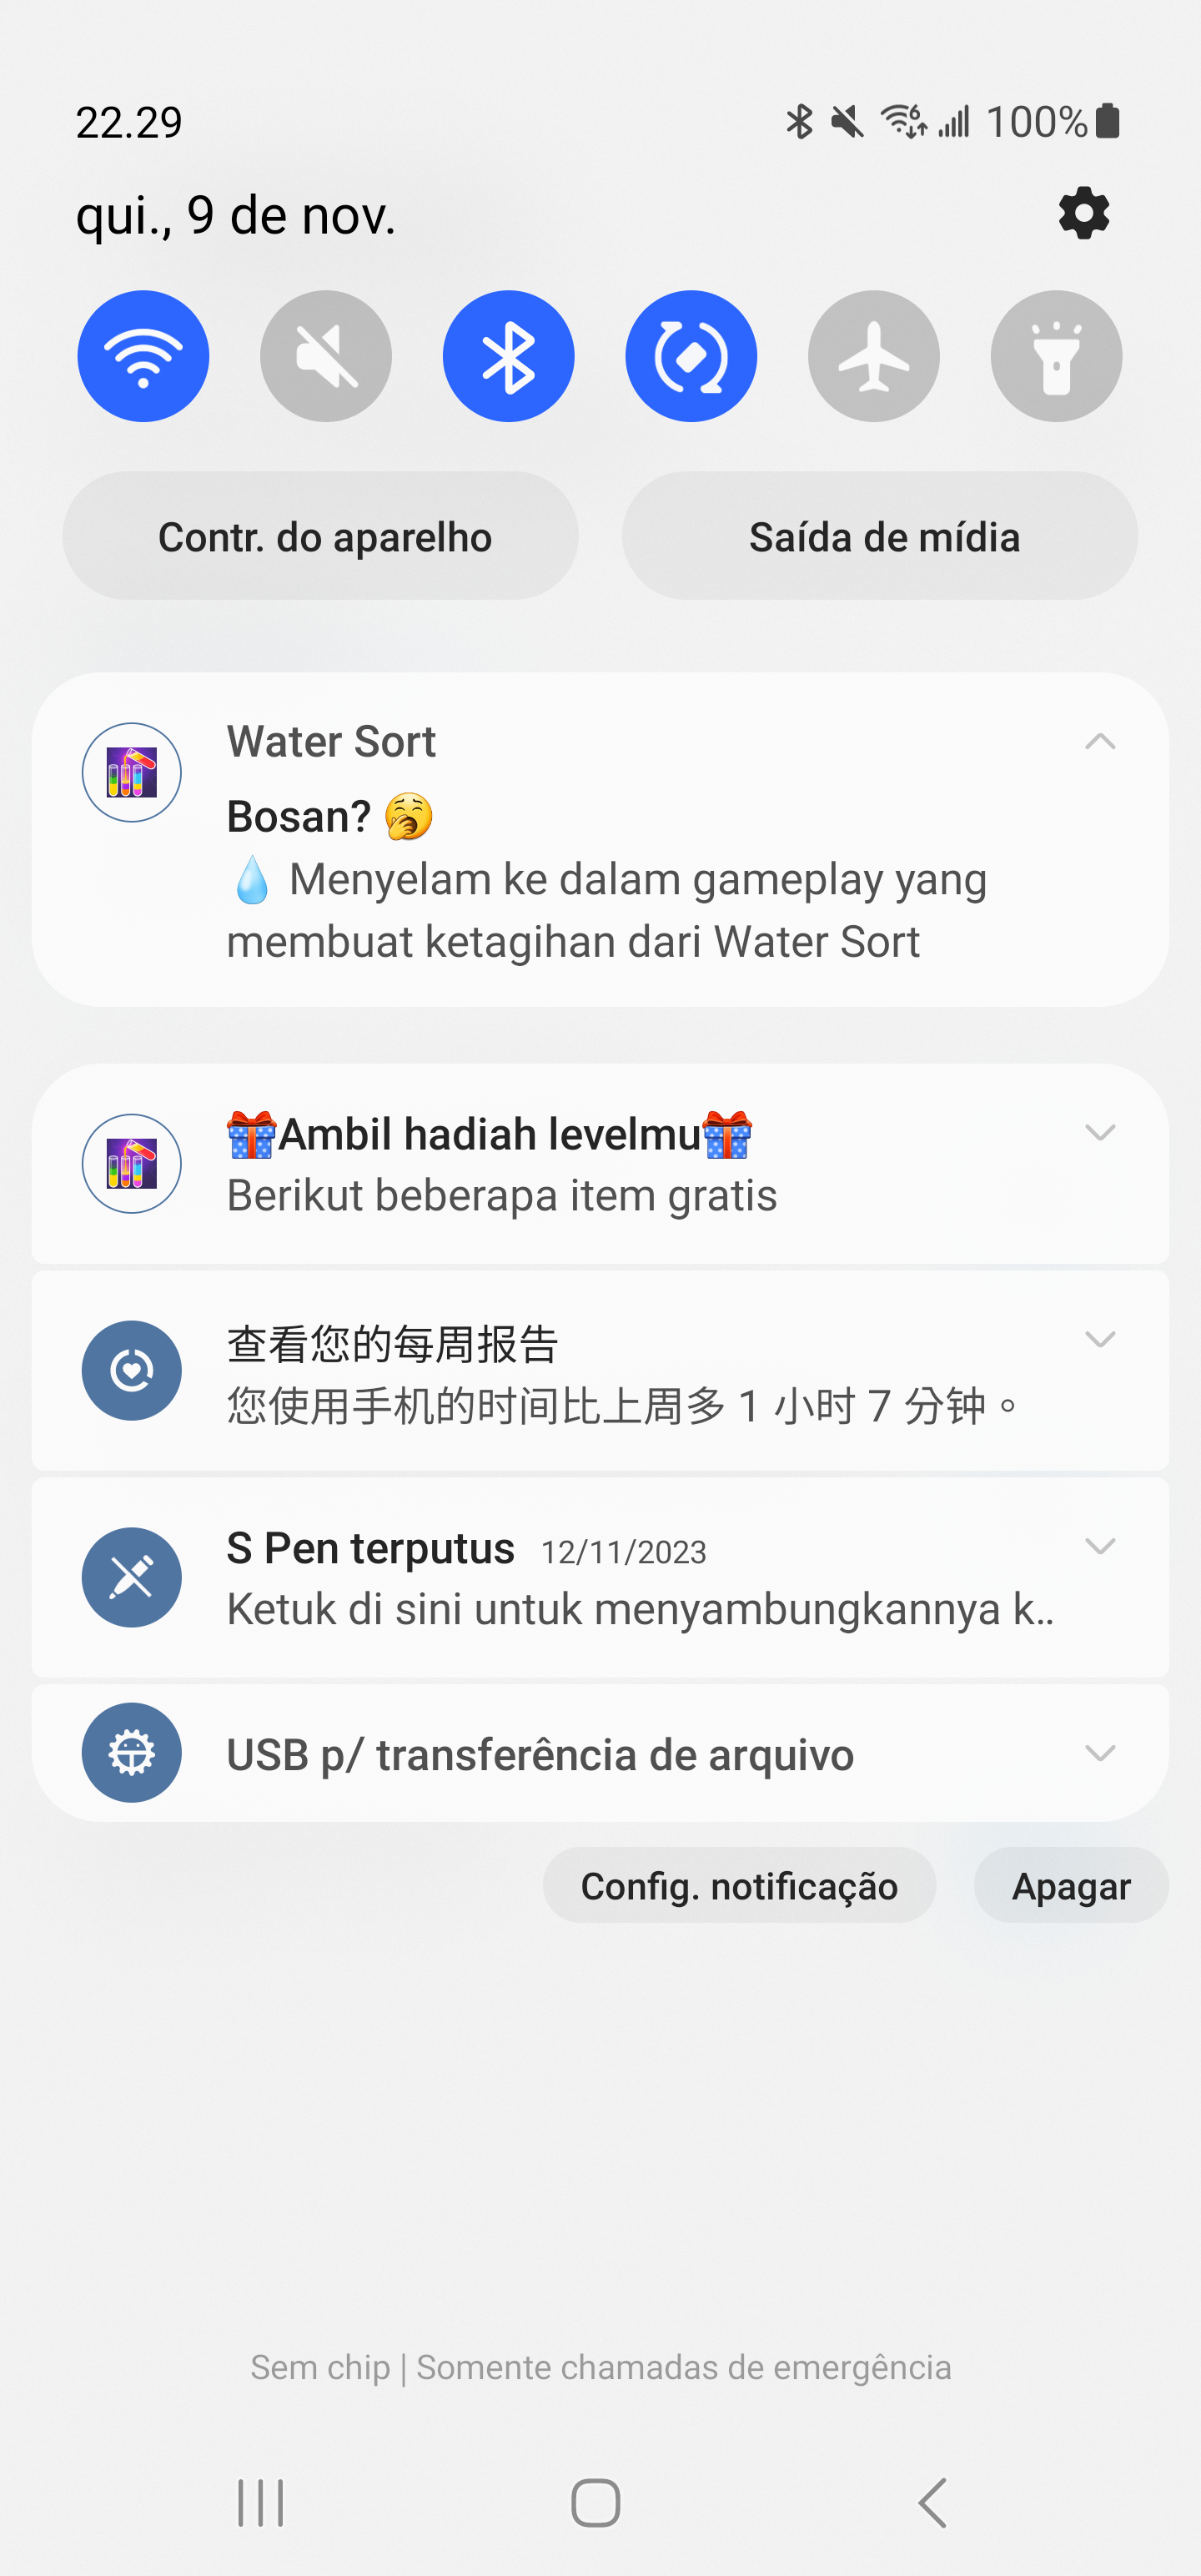 22.29
100%
qui., 9 de nov.
Contr. do aparelho
Saída de mídia
Water Sort
Bosan? 🥱
💧 Menyelam ke dalam gameplay yang
membuat ketagihan dari Water Sort
🎁Ambil hadiah levelmu🎁
Berikut beberapa item gratis
查看您的每周报告
您使用手机的时间比上周多 1 小时 7 分钟。
S Pen terputus 12/11/2023
Ketuk di sini untuk menyambungkannya k..
USB p/ transferência de arquivo
Config. notificação
Apagar
Sem chip | Somente chamadas de emergência